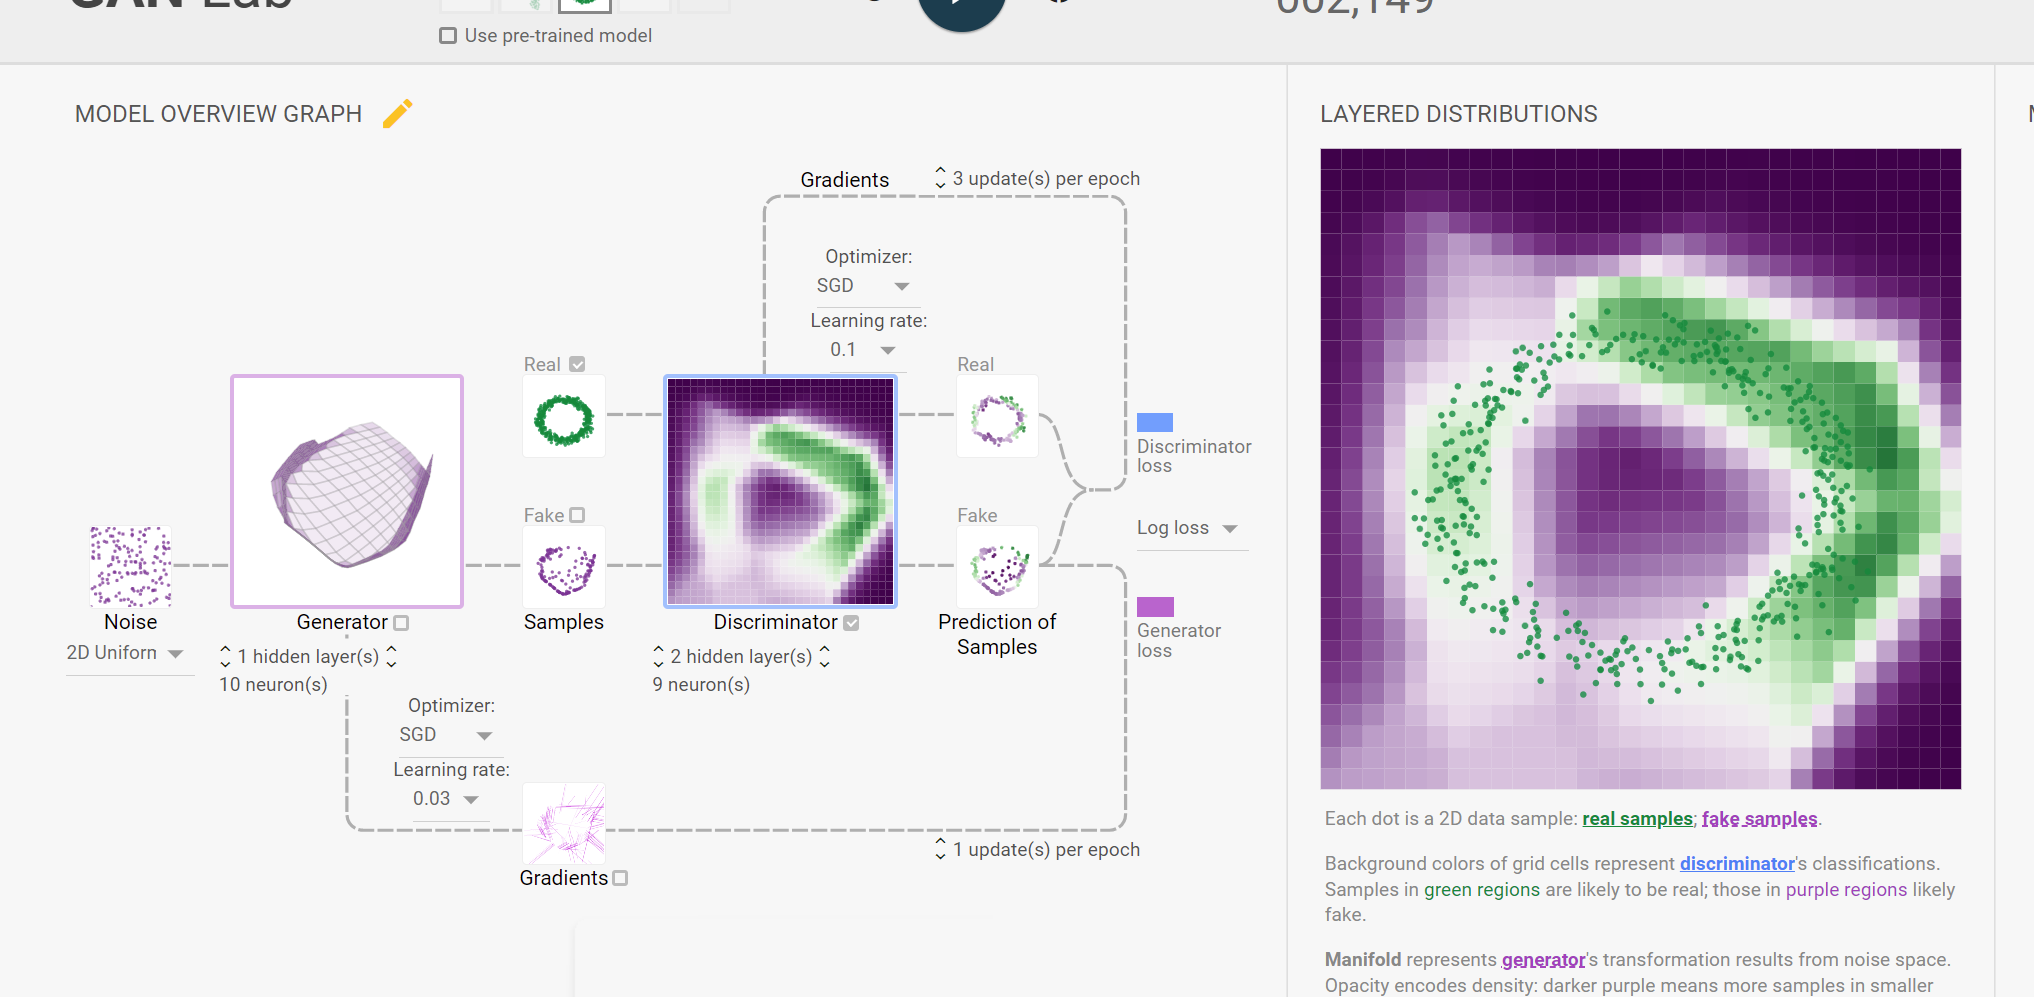 GAN Lab
002,149
Use pre-trained model
MODEL OVERVIEW GRAPH
Gradients
3 update(s) per epoch
Optimizer:
SGD
Learning rate:
0.1
Real
Real
Discriminator
loss
Fake
Fake
Log loss
Noise
Generator
Samples
Discriminator
Prediction of
Samples
Generator
loss
2D Uniforn
1 hidden layer(s)
10 neuron(s)
2 hidden layer(s)
9 neuron(s)
Optimizer:
SGD
Learning rate:
0.03
1 update(s) per epoch
Gradients
LAYERED DISTRIBUTIONS
Each dot is a 2D data sample: real samples; fake samples.
Background colors of grid cells represent discriminator's classifications.
Samples in green regions are likely to be real; those in purple regions likely
fake.
Manifold represents generator's transformation results from noise space.
Opacity encodes density: darker purple means more samples in smaller